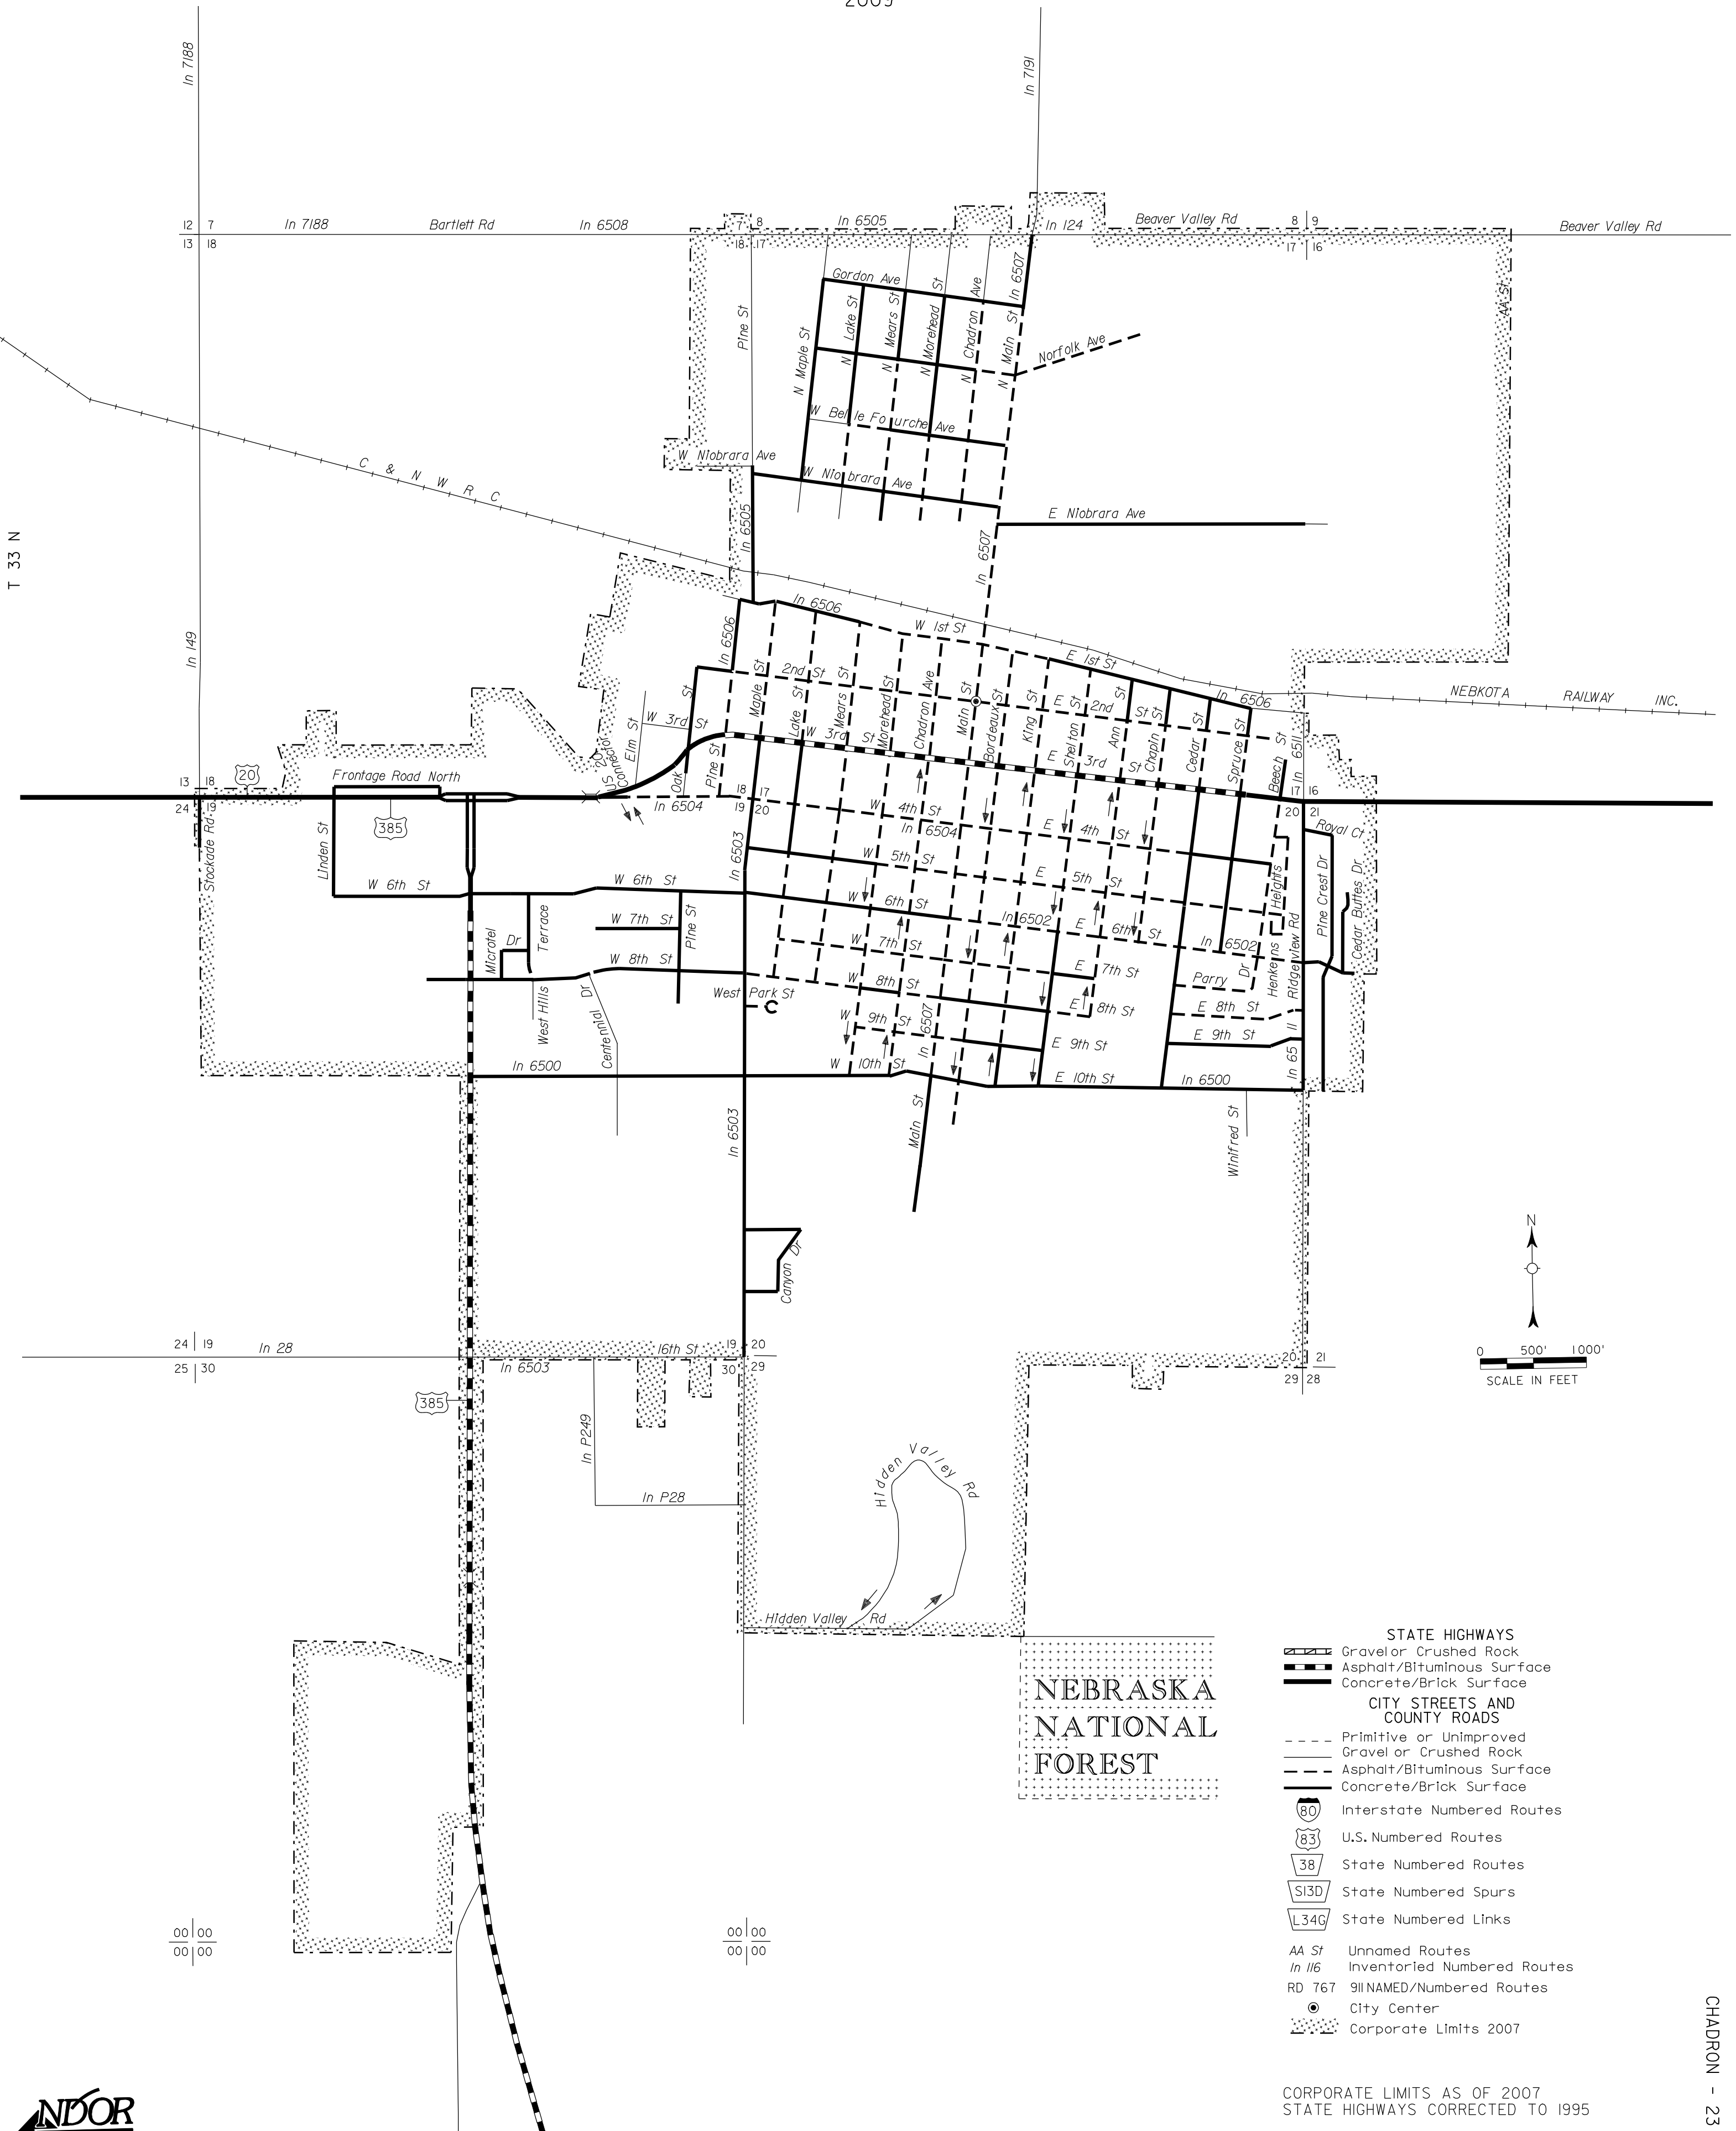 2009
In 7188
In 7191
12 7
In 7188
Bartlett Rd
In 6508
7 8
In 6505
In 124
Beaver Valley Rd
8 9
Beaver Valley Rd
13 18
18 17
17 16
AA St
Gordon Ave
In 6507
Pine St
N Maple St
N Lake St
N Mears St
N Morehead St
N Chadron Ave
N Main St
Norfolk Ave
W Belle Fourche Ave
W Niobrara Ave
W Niobrara Ave
C & N W R C
E Niobrara Ave
In 6505
In 6507
T 33 N
In 149
In 6506
In 6506
W 1st St
E 1st St
In 6506
NEBKOTA RAILWAY INC.
2nd St
E 2nd St
W 3rd St
W 3rd St
E 3rd St
Elm St
Oak St
Pine St
Maple St
Lake St
Mears St
Morehead St
Chadron Ave
Main St
Bordeaux St
King St
Shelton St
Ann St
Chapin St
Cedar St
Spruce St
Beech St
In 6511
US 20
Connector
13 18
20
Frontage Road North
24 19
385
Stockade Rd
Linden St
In 6504
18 17
19 20
17 16
20 21
W 4th St
In 6504
E 4th St
Royal Ct
In 6503
W 5th St
E 5th St
W 6th St
W 6th St
W 6th St
In 6502
E 6th St
In 6502
Henkens Heights
Ridgeview Rd
Pine Crest Dr
Cedar Buttes Dr
Microtel Dr
Terrace
W 7th St
Pine St
W 7th St
E 7th St
Parry Dr
W 8th St
W 8th St
E 8th St
E 8th St
West Park St
West Hills
Centennial Dr
W 9th St
In 6507
E 9th St
E 9th St
In 65 11
In 6500
W 10th St
E 10th St
In 6500
In 6503
Main St
Winifred St
Canyon Dr
N
0 500' 1000'
SCALE IN FEET
24 19
In 28
25 30
In 6503
16th St
19 20
30 29
20 21
29 28
385
In P249
In P28
Hidden Valley Rd
Hidden Valley Rd
NEBRASKA
NATIONAL
FOREST
00 00
00 00
00 00
00 00
STATE HIGHWAYS
Gravel or Crushed Rock
Asphalt/Bituminous Surface
Concrete/Brick Surface
CITY STREETS AND
COUNTY ROADS
Primitive or Unimproved
Gravel or Crushed Rock
Asphalt/Bituminous Surface
Concrete/Brick Surface
80 Interstate Numbered Routes
83 U.S. Numbered Routes
38 State Numbered Routes
S13D State Numbered Spurs
L34G State Numbered Links
AA St Unnamed Routes
In 116 Inventoried Numbered Routes
RD 767 911 NAMED/Numbered Routes
City Center
Corporate Limits 2007
CORPORATE LIMITS AS OF 2007
STATE HIGHWAYS CORRECTED TO 1995
CHADRON - 23
NDOR